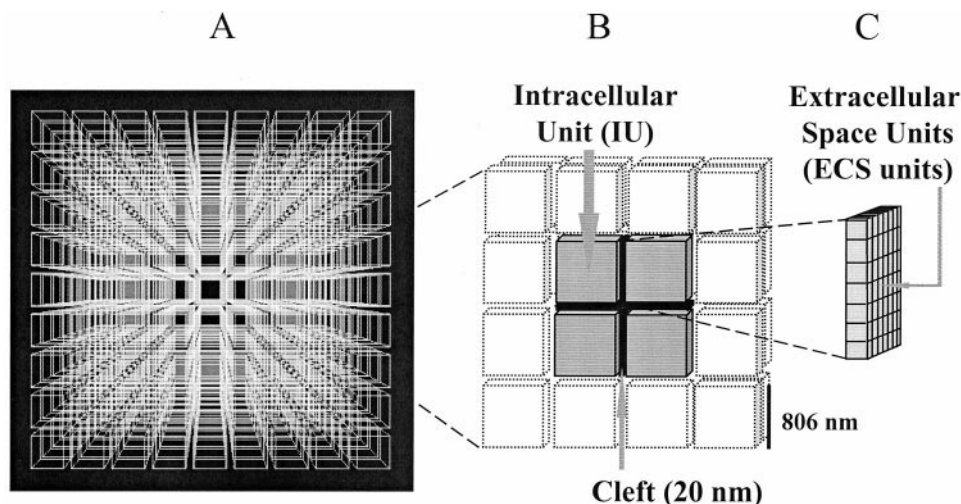 A
B
C
Intracellular
Unit (IU)
Extracellular
Space Units
(ECS units)
806 nm
Cleft (20 nm)